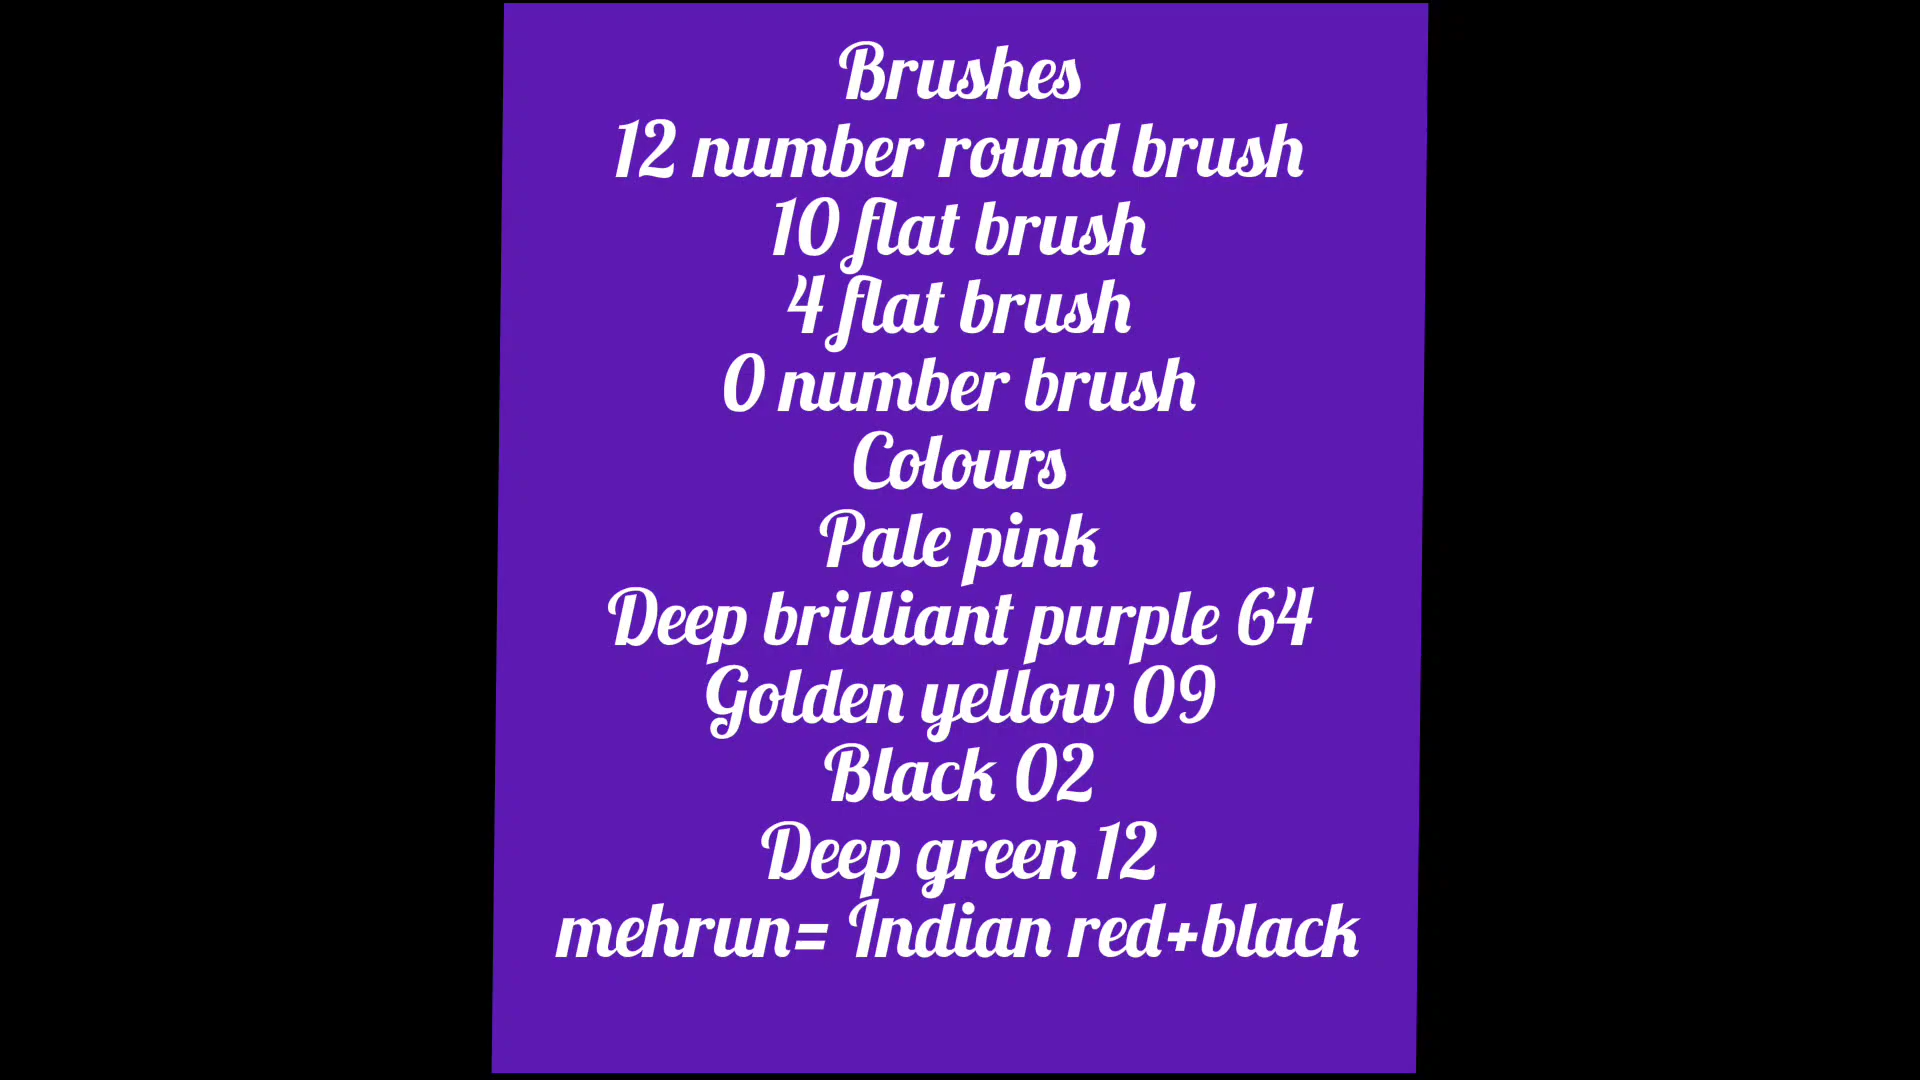 Brushes
12 number round brush
10 flat brush
4 flat brush
0 number brush
Colours
Pale pink
Deep brilliant purple 64
Golden yellow 09
Black 02
Deep green 12
mehrun= Indian red+black